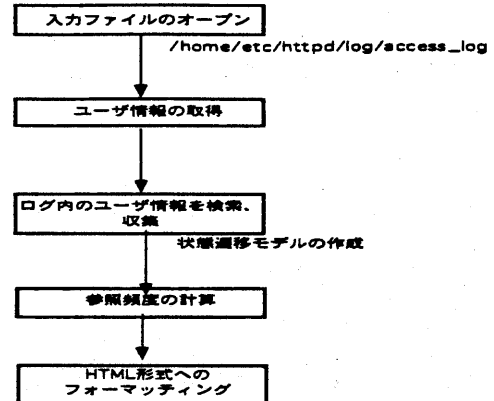 入力ファイルのオープン
/home/etc/httpd/log/access_log
ユーザ情報の取得
ログ内のユーザ情報を検索、
収集
状態遷移モデルの作成
参照頻度の計算
HTML形式への
フォーマッティング